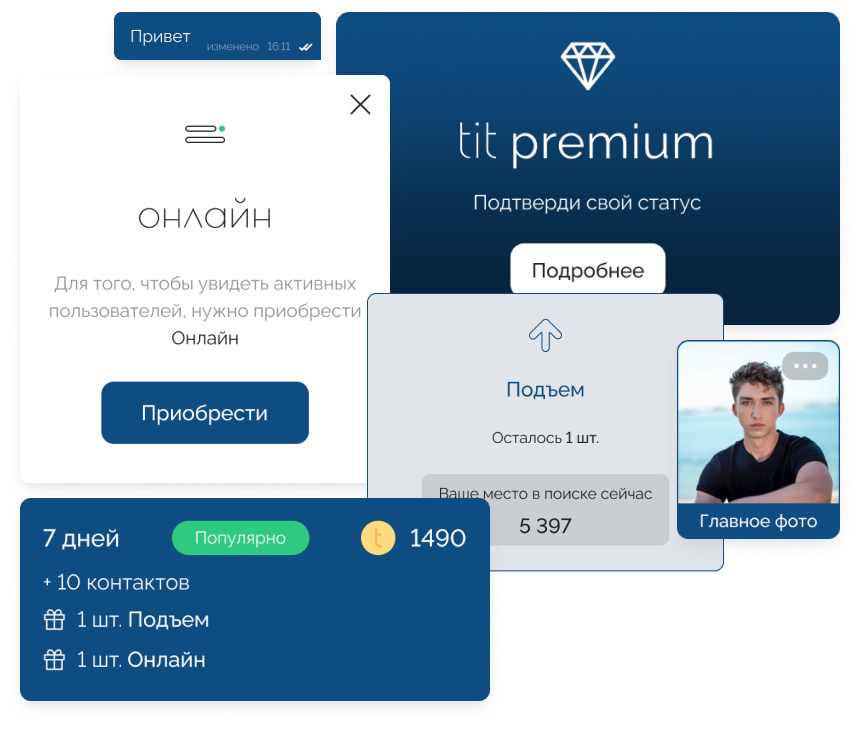 Привет
изменено 16:11
онлайн
Для того, чтобы увидеть активных
пользователей, нужно приобрести
Онлайн
Приобрести
tit premium
Подтверди свой статус
Подробнее
Подъем
Осталось 1 шт.
Ваше место в поиске сейчас
5 397
Главное фото
7 дней
Популярно
t 1490
+ 10 контактов
1 шт. Подъем
1 шт. Онлайн